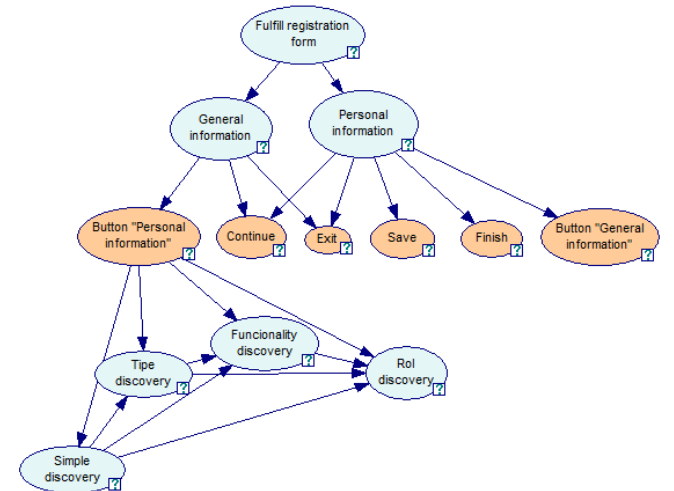 Fulfill registration
form
General
information
Personal
information
Button "Personal
information"
Continue
Exit
Save
Finish
Button "General
information"
Funcionality
discovery
Tipe
discovery
RoI
discovery
Simple
discovery